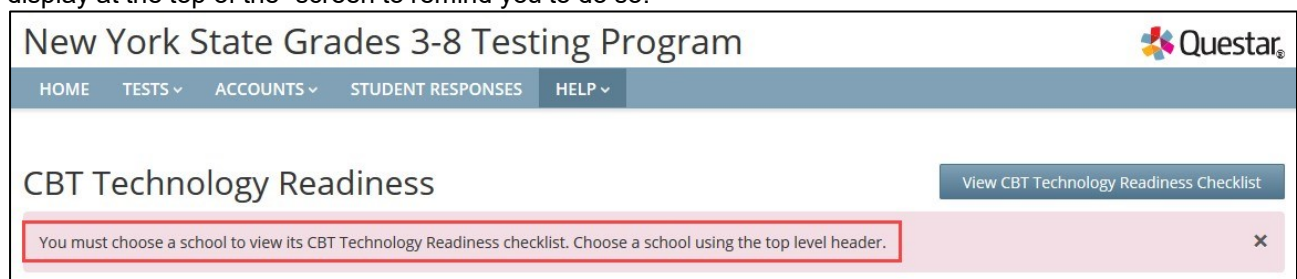 display at the top of the screen to remind you to do so.
New York State Grades 3-8 Testing Program
Questar®
HOME TESTS ACCOUNTS STUDENT RESPONSES HELP
CBT Technology Readiness
View CBT Technology Readiness Checklist
You must choose a school to view its CBT Technology Readiness checklist. Choose a school using the top level header.